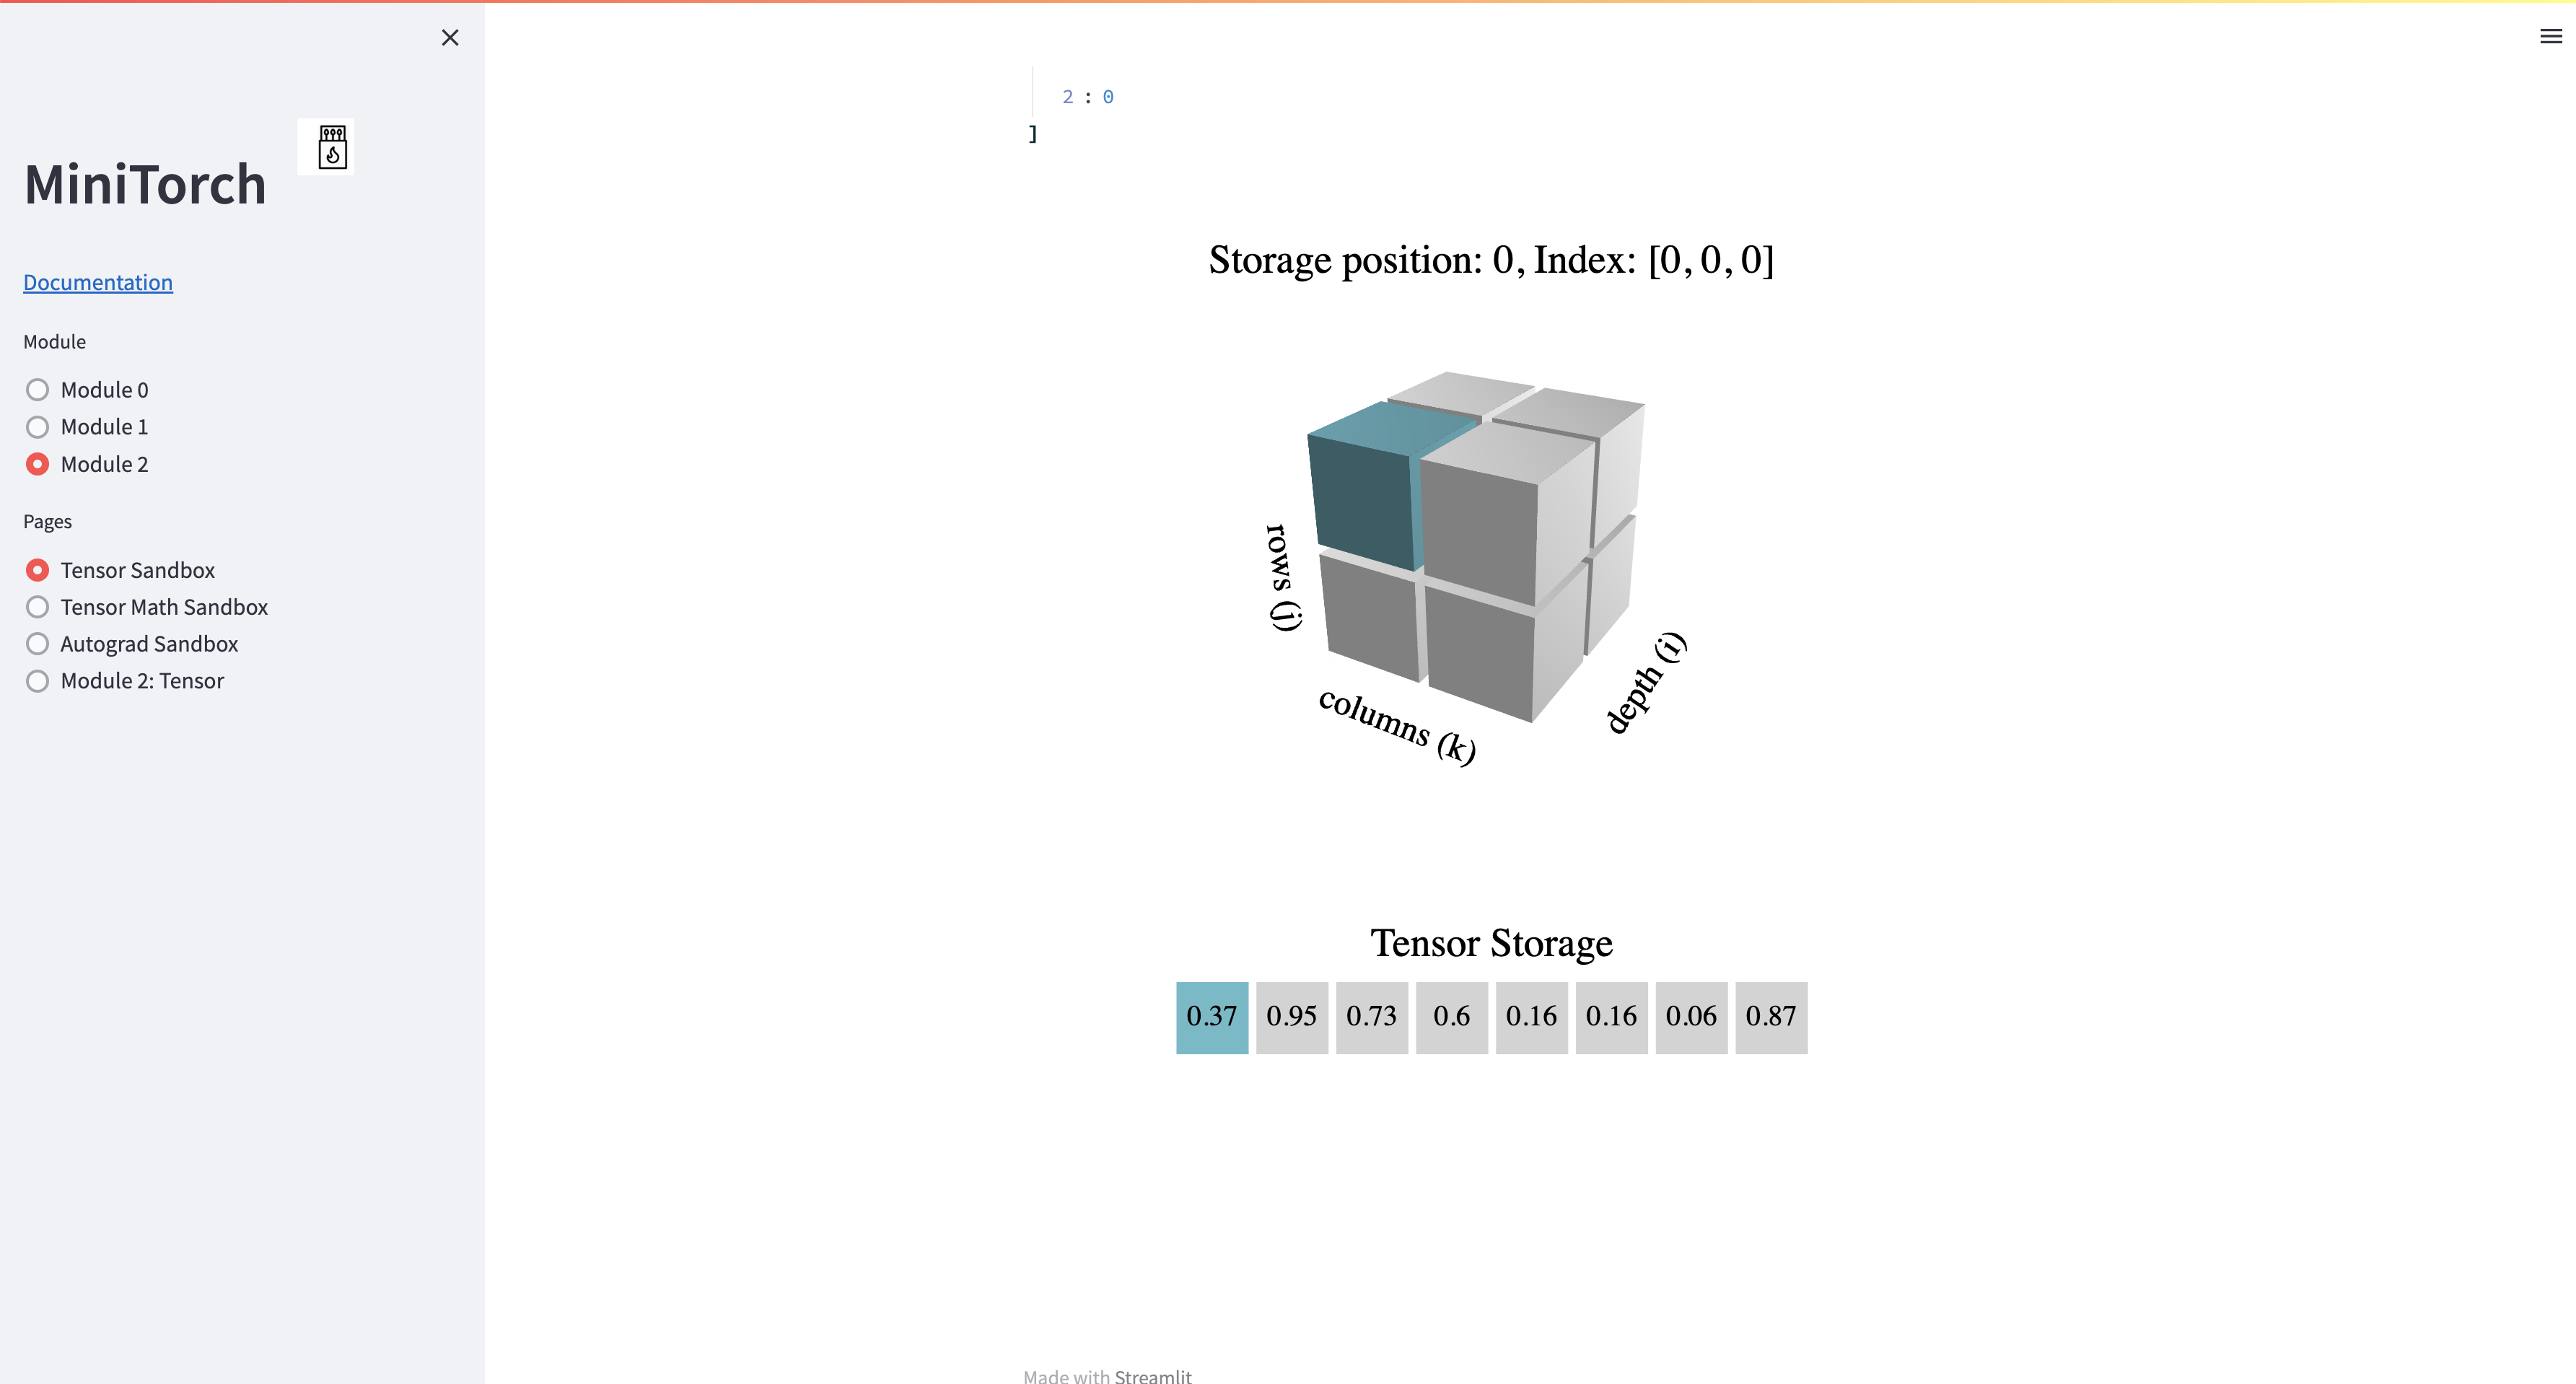 MiniTorch
Documentation
Module
Module 0
Module 1
Module 2
Pages
Tensor Sandbox
Tensor Math Sandbox
Autograd Sandbox
Module 2: Tensor
2 : 0
]
Storage position: 0, Index: [0, 0, 0]
rows (j)
columns (k)
depth (i)
Tensor Storage
0.37 0.95 0.73 0.6 0.16 0.16 0.06 0.87
Made with Streamlit